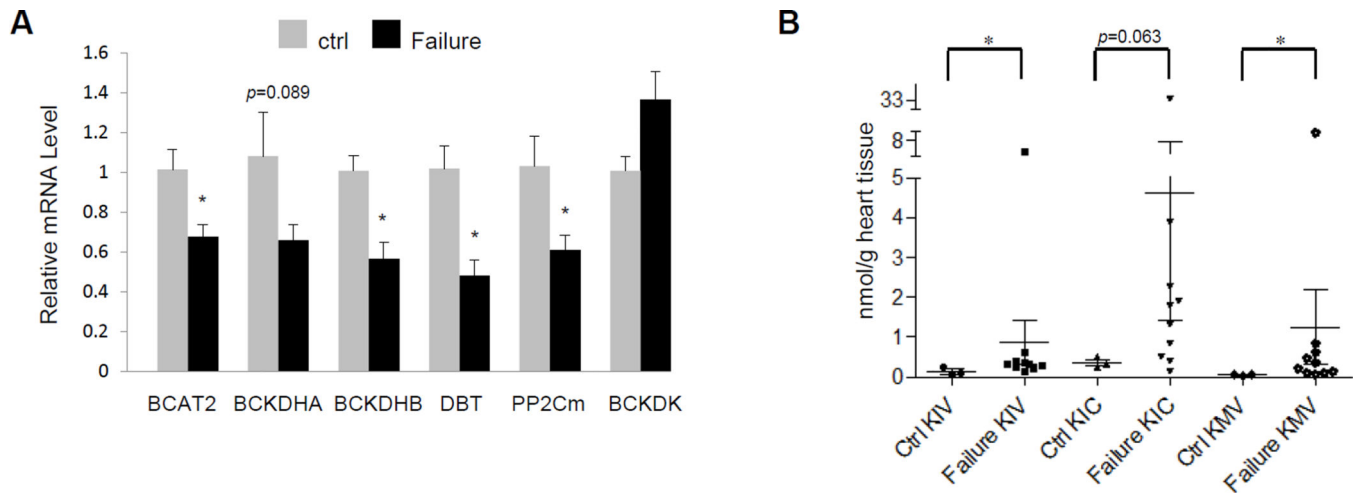 A
ctrl Failure
Relative mRNA Level
1.6
1.4
1.2
1
0.8
0.6
0.4
0.2
0
p=0.089
*
*
*
*
BCAT2 BCKDHA BCKDHB DBT PP2Cm BCKDK
B
* p=0.063 *
nmol/g heart tissue
33
8
5
4
3
2
1
0
Ctrl KIV
Failure KIV
Ctrl KIC
Failure KIC
Ctrl KMV
Failure KMV